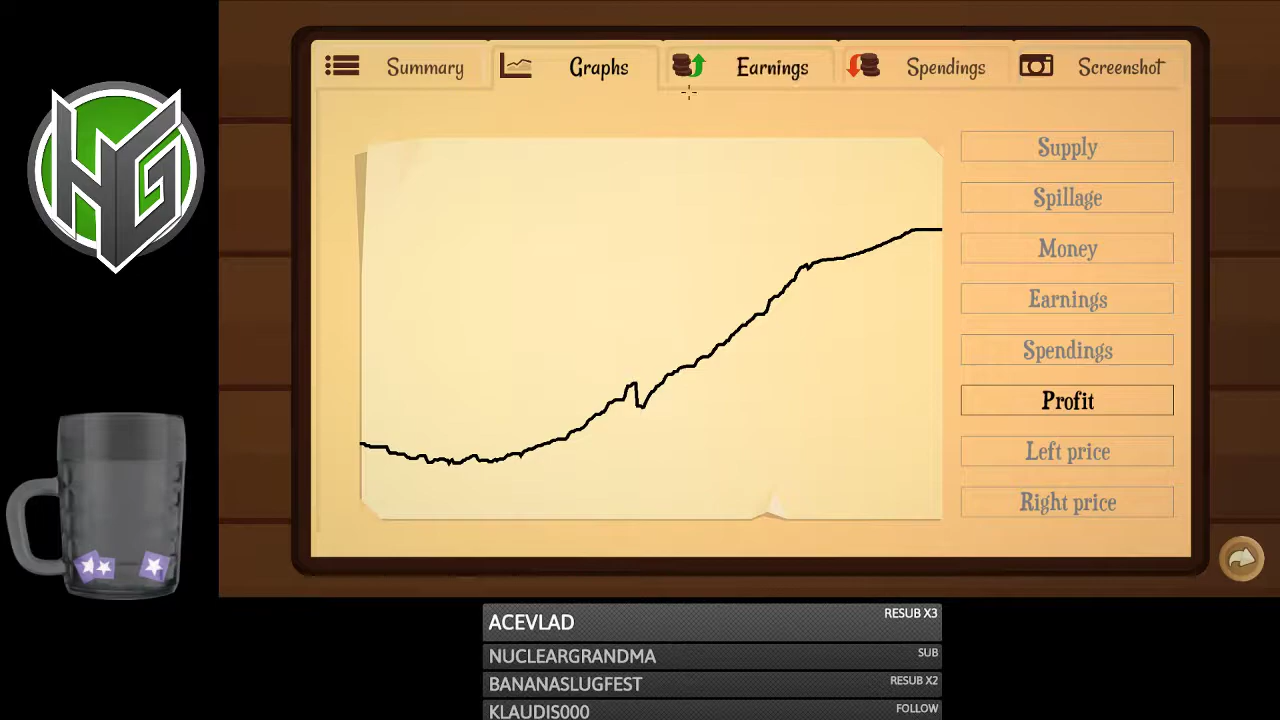 Summary
Graphs
Earnings
Spendings
Screenshot
HG
Supply
Spillage
Money
Earnings
Spendings
Profit
Left price
Right price
ACEVLAD RESUB X3
NUCLEARGRANDMA SUB
BANANASLUGFEST RESUB X2
KLAUDIS000 FOLLOW